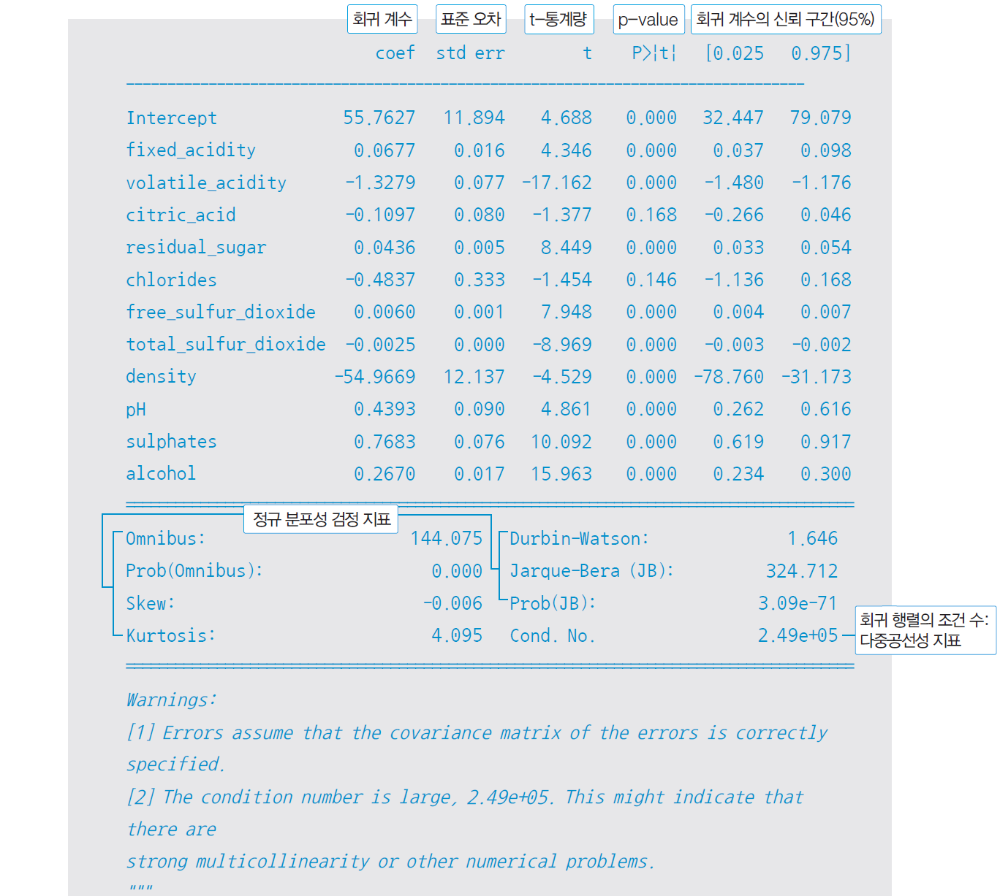 회귀 계수 표준 오차 t-통계량 p-value 회귀 계수의 신뢰 구간(95%)
coef std err t P>|t| [0.025 0.975]
Intercept 55.7627 11.894 4.688 0.000 32.447 79.079
fixed_acidity 0.0677 0.016 4.346 0.000 0.037 0.098
volatile_acidity -1.3279 0.077 -17.162 0.000 -1.480 -1.176
citric_acid -0.1097 0.080 -1.377 0.168 -0.266 0.046
residual_sugar 0.0436 0.005 8.449 0.000 0.033 0.054
chlorides -0.4837 0.333 -1.454 0.146 -1.136 0.168
free_sulfur_dioxide 0.0060 0.001 7.948 0.000 0.004 0.007
total_sulfur_dioxide -0.0025 0.000 -8.969 0.000 -0.003 -0.002
density -54.9669 12.137 -4.529 0.000 -78.760 -31.173
pH 0.4393 0.090 4.861 0.000 0.262 0.616
sulphates 0.7683 0.076 10.092 0.000 0.619 0.917
alcohol 0.2670 0.017 15.963 0.000 0.234 0.300
정규 분포성 검정 지표
Omnibus: 144.075 Durbin-Watson: 1.646
Prob(Omnibus): 0.000 Jarque-Bera (JB): 324.712
Skew: -0.006 Prob(JB): 3.09e-71
Kurtosis: 4.095 Cond. No. 2.49e+05
회귀 행렬의 조건 수:
다중공선성 지표
Warnings:
[1] Errors assume that the covariance matrix of the errors is correctly
specified.
[2] The condition number is large, 2.49e+05. This might indicate that
there are
strong multicollinearity or other numerical problems.
"""